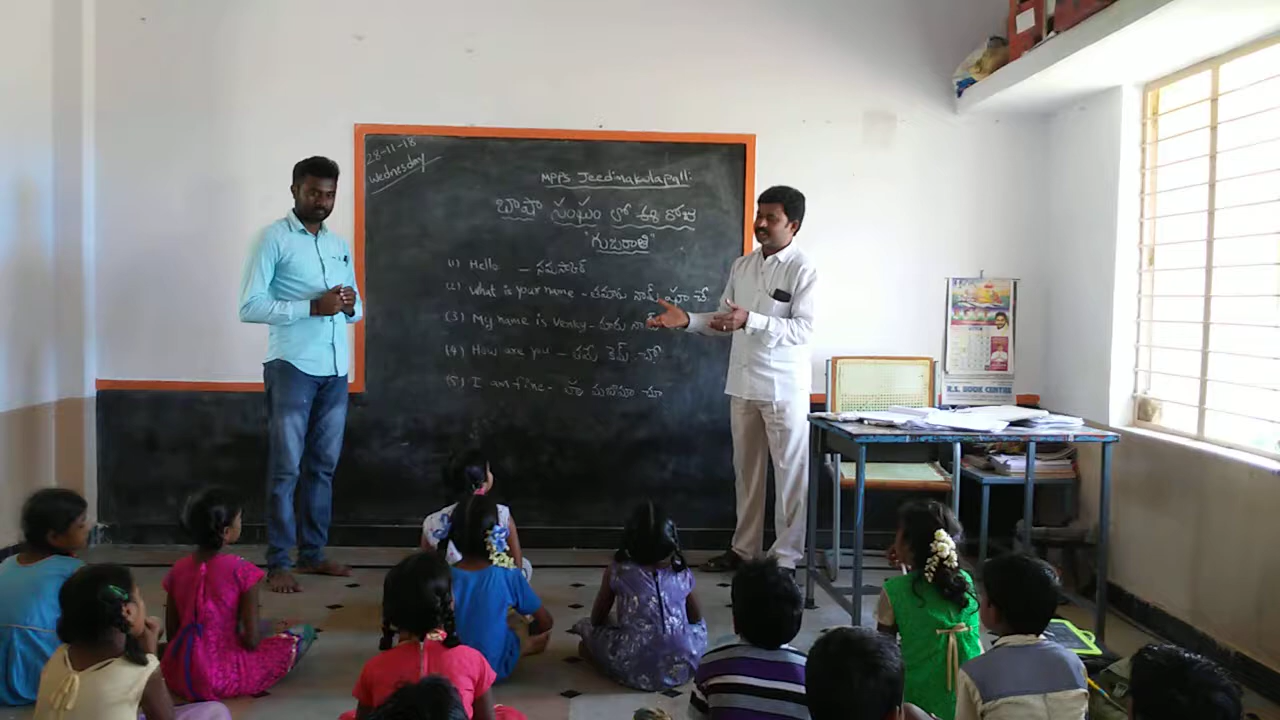 28-11-18
Wednesday
MPPS Jeedimakulapalli
బాషా సంఘం లో ఈ రోజు
"గుజరాతి"
(1) Hello - నమస్కార్
(2) What is your name - తమారు నామ్ షూ చే.
(3) My name is Venky - మారు నామ్
(4) How are you - తమే కెమ్ ఛో
(5) I am fine - హూ మజామా ఛూ
R.S. BOOK CENTRE